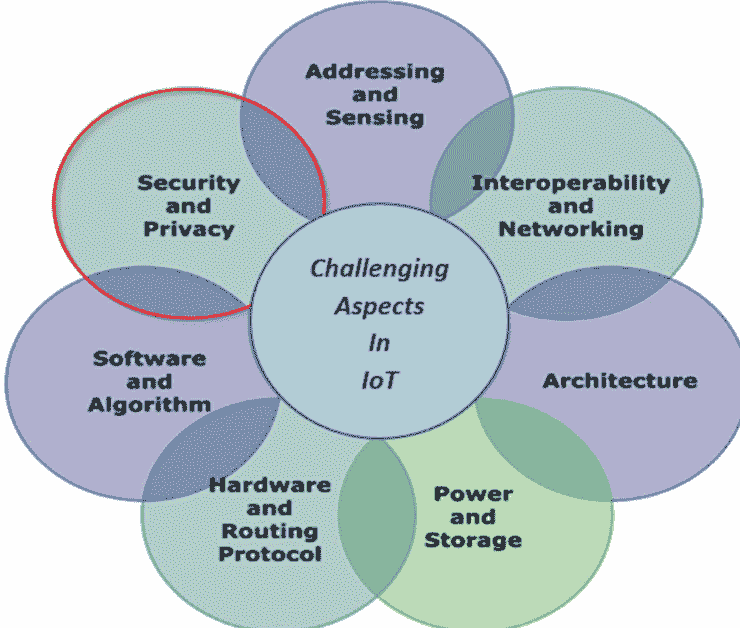 Addressing
and
Sensing
Interoperability
and
Networking
Architecture
Power
and
Storage
Hardware
and
Routing
Protocol
Software
and
Algorithm
Security
and
Privacy
Challenging
Aspects
In
IoT